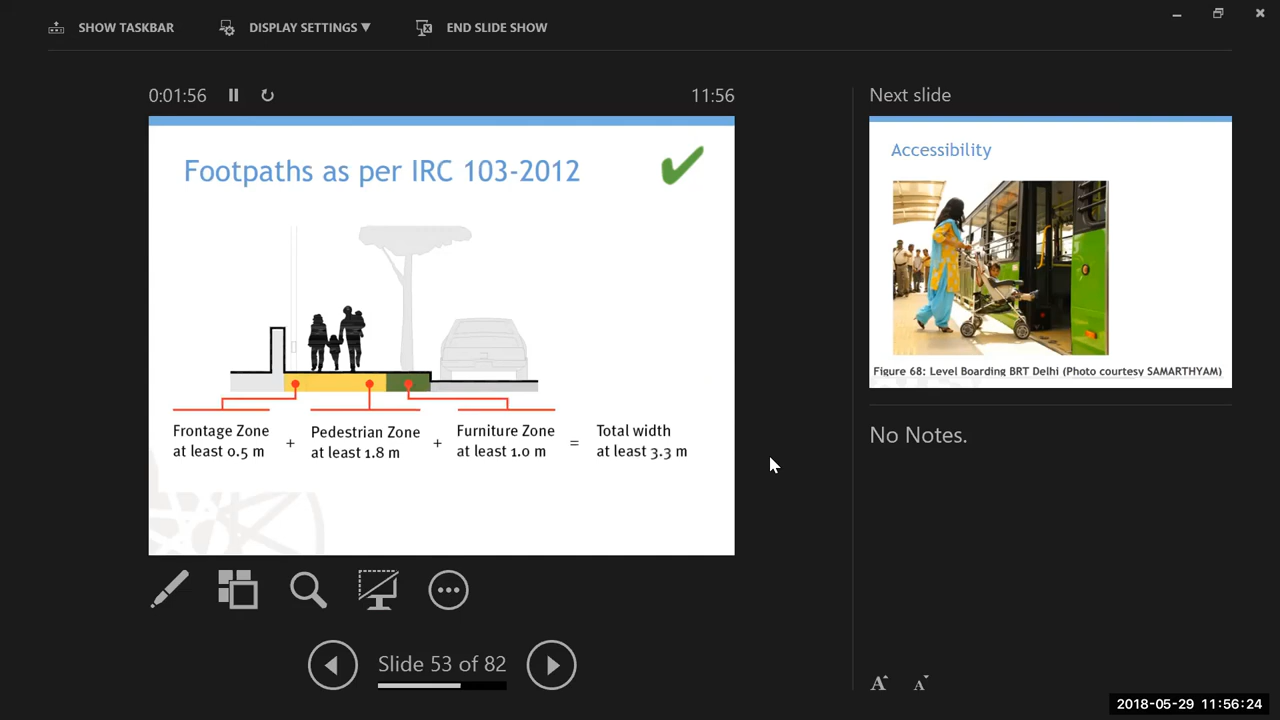 SHOW TASKBAR
DISPLAY SETTINGS ▼
END SLIDE SHOW
0:01:56
11:56
Footpaths as per IRC 103-2012
Frontage Zone
at least 0.5 m
+
Pedestrian Zone
at least 1.8 m
+
Furniture Zone
at least 1.0 m
=
Total width
at least 3.3 m
Next slide
Accessibility
Figure 68: Level Boarding BRT Delhi (Photo courtesy SAMARTHYAM)
No Notes.
Slide 53 of 82
A
A
2018-05-29 11:56:24